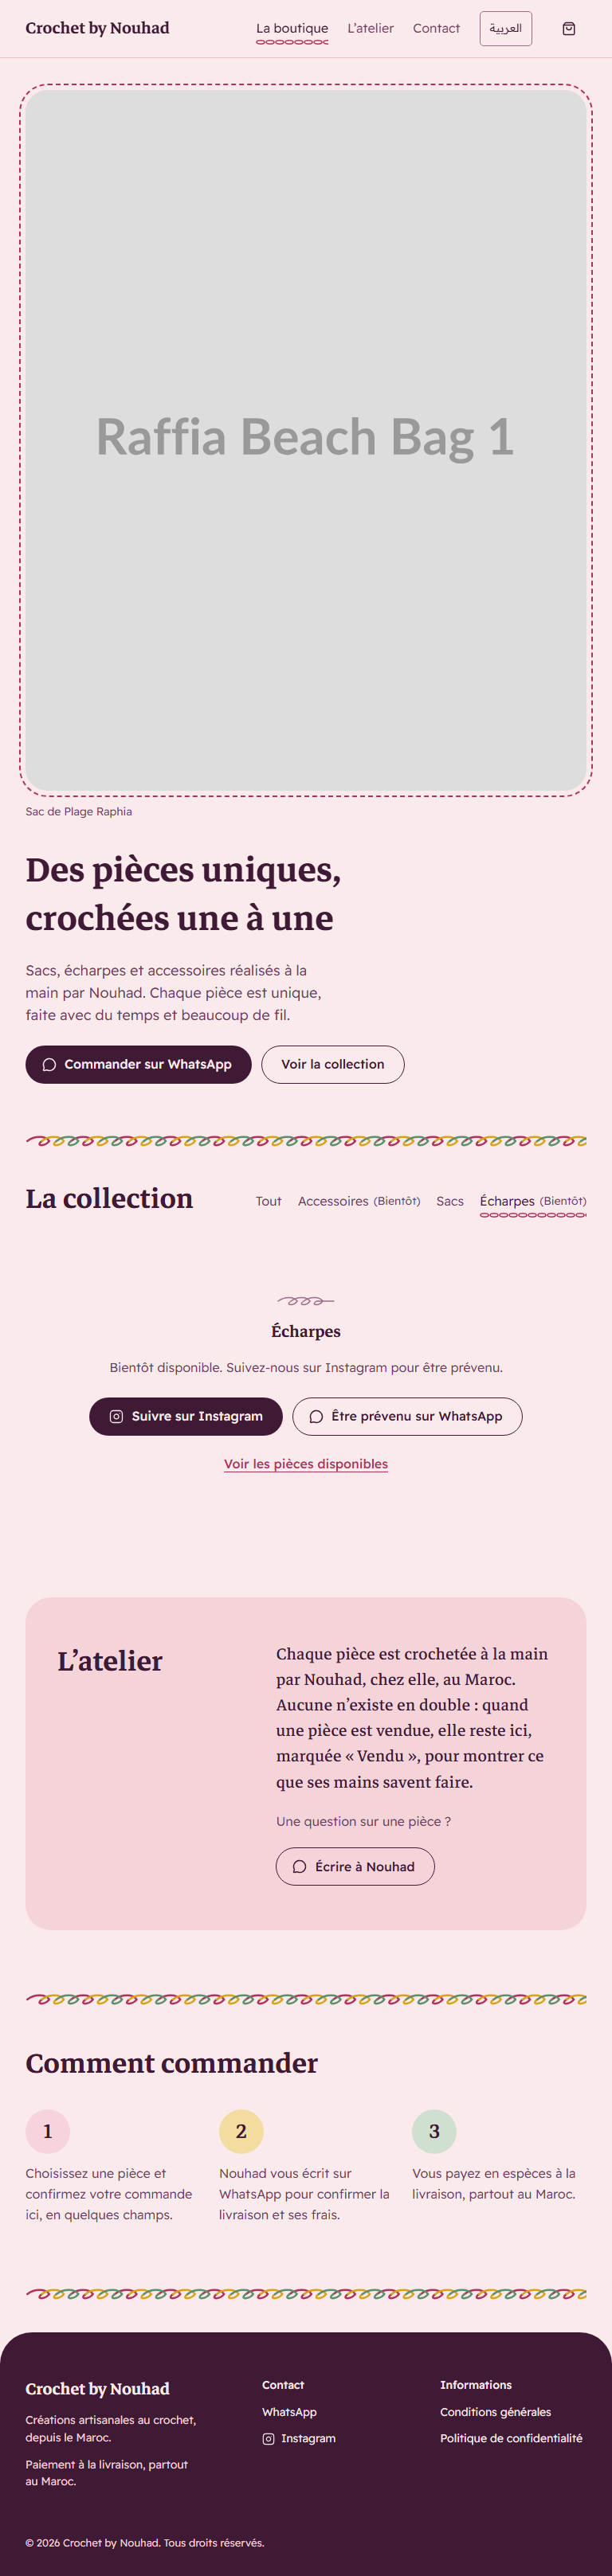 Crochet by Nouhad
La boutique
L’atelier
Contact
العربية
Raffia Beach Bag 1
Sac de Plage Raphia
Des pièces uniques,
crochées une à une
Sacs, écharpes et accessoires réalisés à la
main par Nouhad. Chaque pièce est unique,
faite avec du temps et beaucoup de fil.
Commander sur WhatsApp
Voir la collection
La collection
Tout
Accessoires (Bientôt)
Sacs
Écharpes (Bientôt)
Écharpes
Bientôt disponible. Suivez-nous sur Instagram pour être prévenu.
Suivre sur Instagram
Être prévenu sur WhatsApp
Voir les pièces disponibles
L’atelier
Chaque pièce est crochetée à la main
par Nouhad, chez elle, au Maroc.
Aucune n’existe en double : quand
une pièce est vendue, elle reste ici,
marquée « Vendu », pour montrer ce
que ses mains savent faire.
Une question sur une pièce ?
Écrire à Nouhad
Comment commander
1
Choisissez une pièce et
confirmez votre commande
ici, en quelques champs.
2
Nouhad vous écrit sur
WhatsApp pour confirmer la
livraison et ses frais.
3
Vous payez en espèces à la
livraison, partout au Maroc.
Crochet by Nouhad
Créations artisanales au crochet,
depuis le Maroc.
Paiement à la livraison, partout
au Maroc.
Contact
WhatsApp
Instagram
Informations
Conditions générales
Politique de confidentialité
© 2026 Crochet by Nouhad. Tous droits réservés.